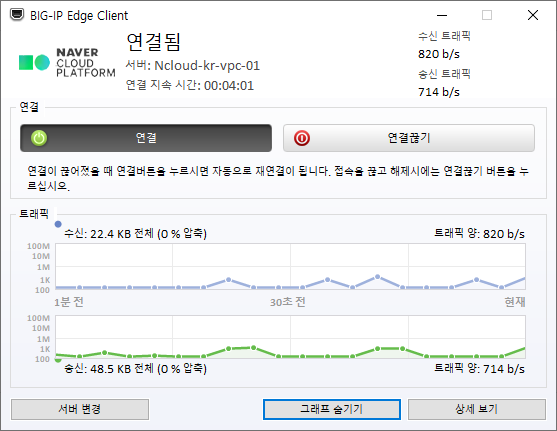 BIG-IP Edge Client
NAVER
CLOUD
PLATFORM
연결됨
서버: Ncloud-kr-vpc-01
연결 지속 시간: 00:04:01
수신 트래픽
820 b/s
송신 트래픽
714 b/s
연결
연결
연결끊기
연결이 끊어졌을 때 연결버튼을 누르시면 자동으로 재연결이 됩니다. 접속을 끊고 해제시에는 연결끊기 버튼을 누
르십시오.
트래픽
수신: 22.4 KB 전체 (0 % 압축)
트래픽 양: 820 b/s
100M
10M
1M
1K
100
1분 전
30초 전
현재
100M
10M
1M
1K
100
송신: 48.5 KB 전체 (0 % 압축)
트래픽 양: 714 b/s
서버 변경
그래프 숨기기
상세 보기